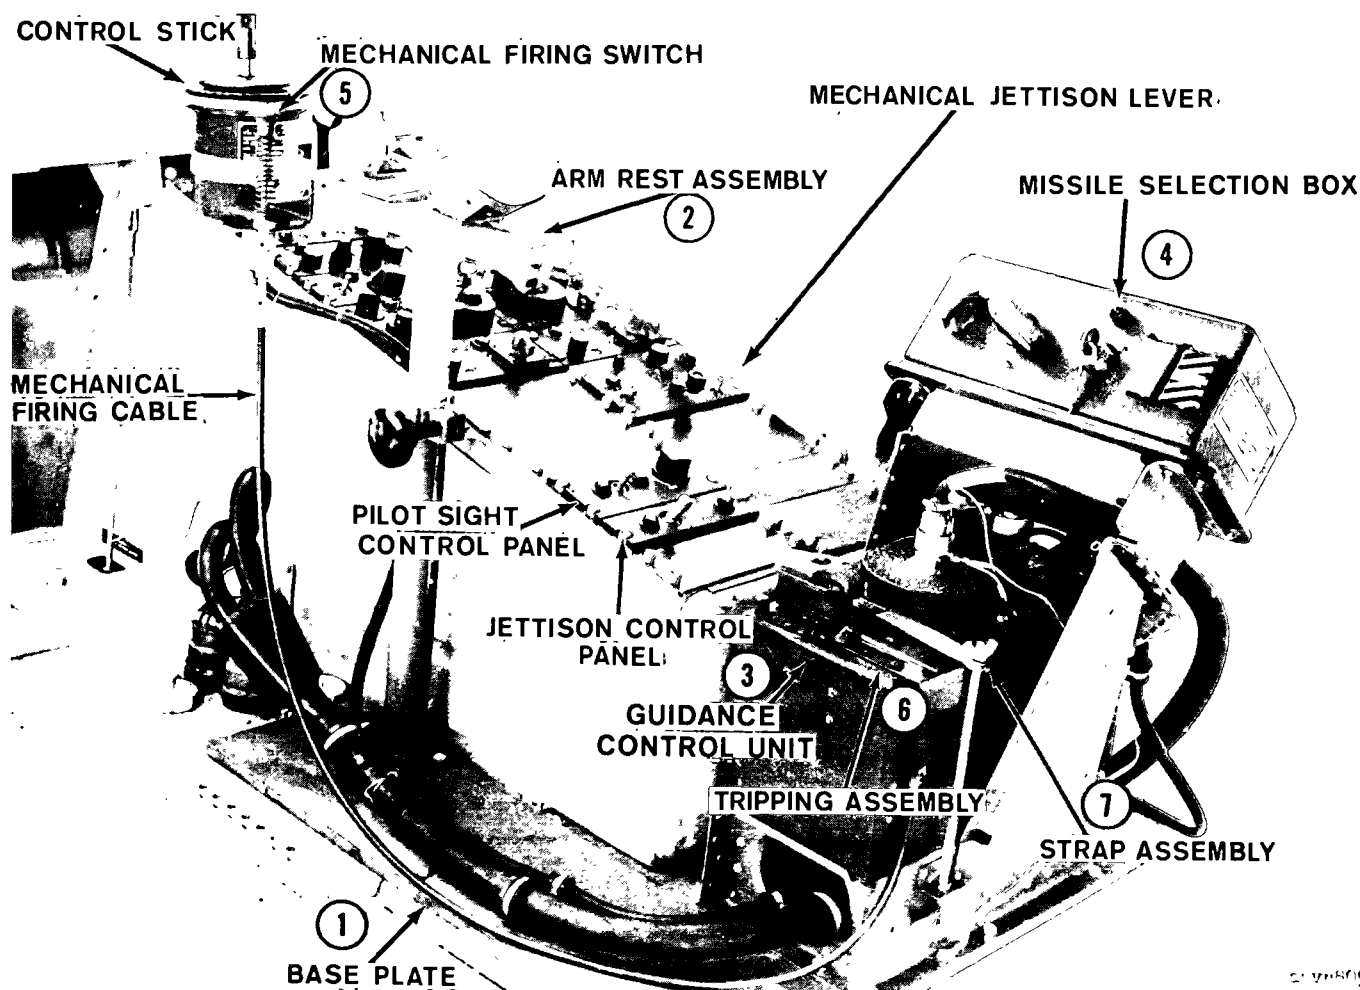 CONTROL STICK
MECHANICAL FIRING SWITCH
5
MECHANICAL JETTISON LEVER
ARM REST ASSEMBLY
2
MISSILE SELECTION BOX
4
MECHANICAL
FIRING CABLE
PILOT SIGHT
CONTROL PANEL
JETTISON CONTROL
PANEL
3
GUIDANCE
CONTROL UNIT
6
TRIPPING ASSEMBLY
7
STRAP ASSEMBLY
1
BASE PLATE